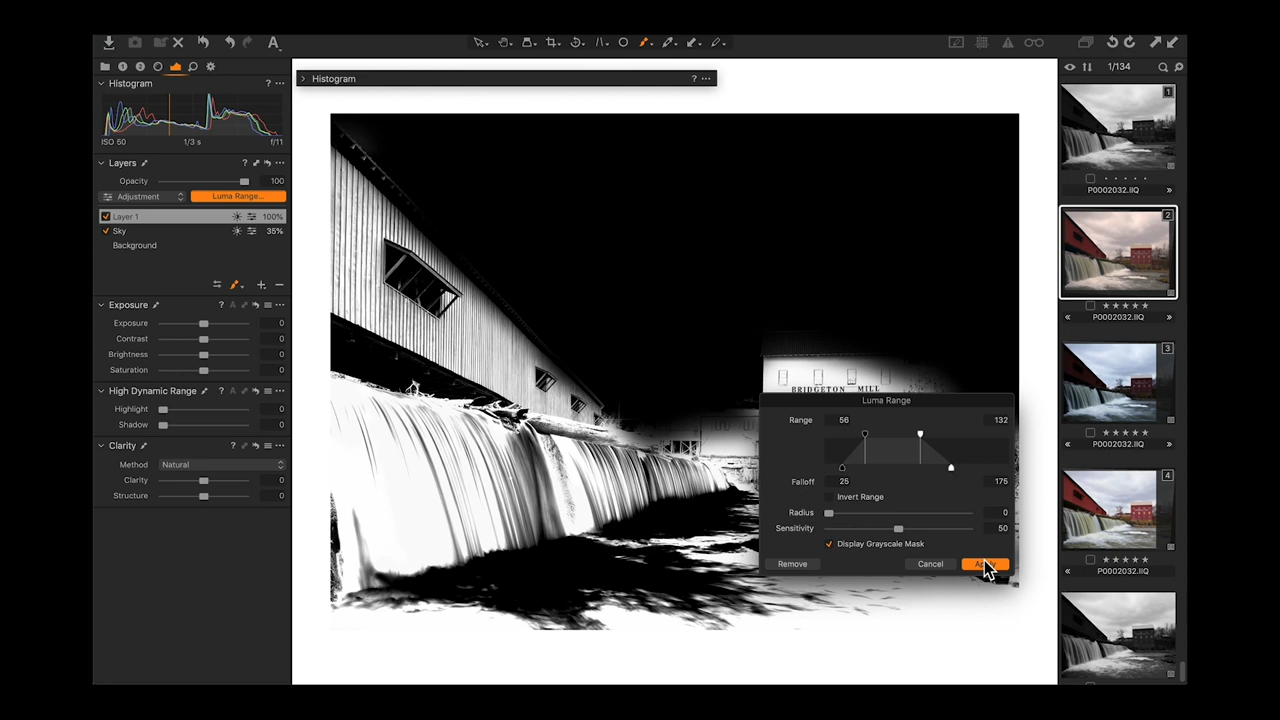 A
1/134
Histogram ? ...
ISO 50 1/3 s f/11
Layers ? ...
Opacity 100
Adjustment Luma Range...
Layer 1 100%
Sky 35%
Background
Exposure ? A ...
Exposure 0
Contrast 0
Brightness 0
Saturation 0
High Dynamic Range ? A ...
Highlight 0
Shadow 0
Clarity ? ...
Method Natural
Clarity 0
Structure 0
Histogram ? ...
BRIDGETON MILL
Luma Range
Range 56 132
Falloff 25 175
Invert Range
Radius 0
Sensitivity 50
Display Grayscale Mask
Remove Cancel
1
P0002032.IIQ
2
P0002032.IIQ
3
P0002032.IIQ
4
P0002032.IIQ